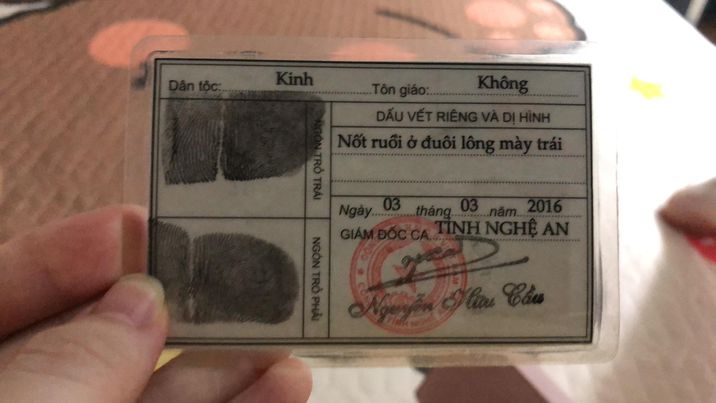 Dân tộc: Kinh Tôn giáo: Không
NGÓN TRỎ TRÁI
NGÓN TRỎ PHẢI
DẤU VẾT RIÊNG VÀ DỊ HÌNH
Nốt ruồi ở đuôi lông mày trái
Ngày 03 tháng 03 năm 2016
GIÁM ĐỐC CA TỈNH NGHỆ AN
Nguyễn Hữu Cầu